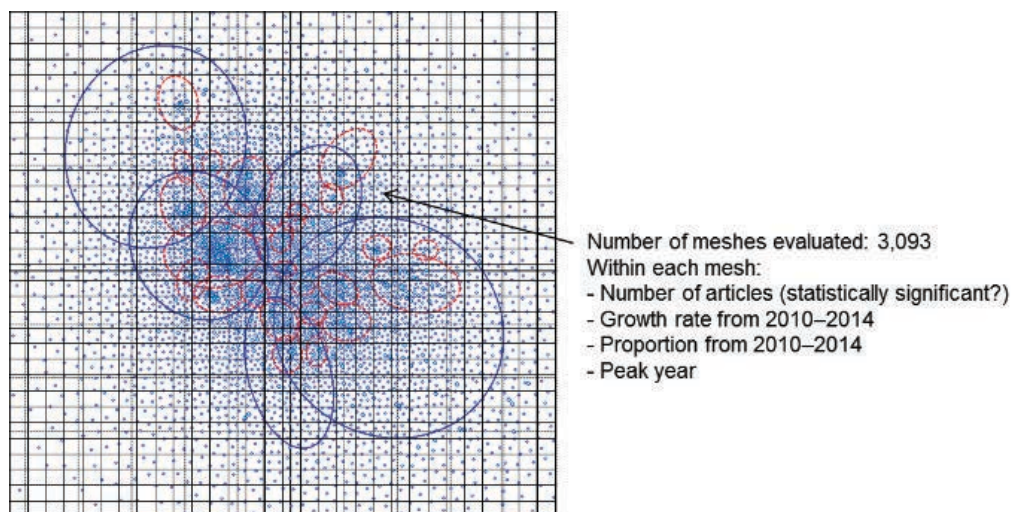 Number of meshes evaluated: 3,093
Within each mesh:
- Number of articles (statistically significant?)
- Growth rate from 2010–2014
- Proportion from 2010–2014
- Peak year